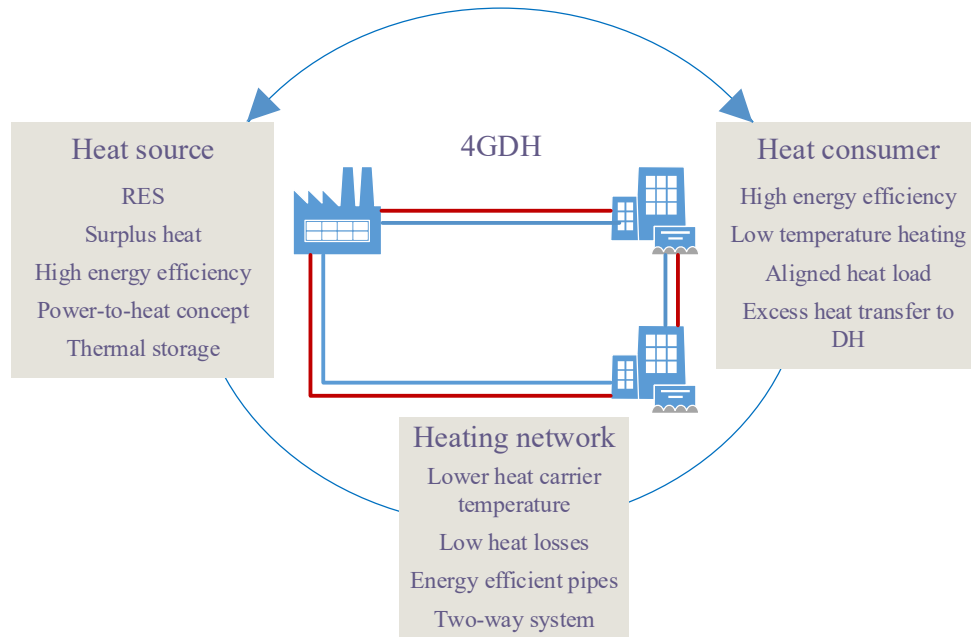 4GDH
Heat source
RES
Surplus heat
High energy efficiency
Power-to-heat concept
Thermal storage
Heat consumer
High energy efficiency
Low temperature heating
Aligned heat load
Excess heat transfer to
DH
Heating network
Lower heat carrier
temperature
Low heat losses
Energy efficient pipes
Two-way system